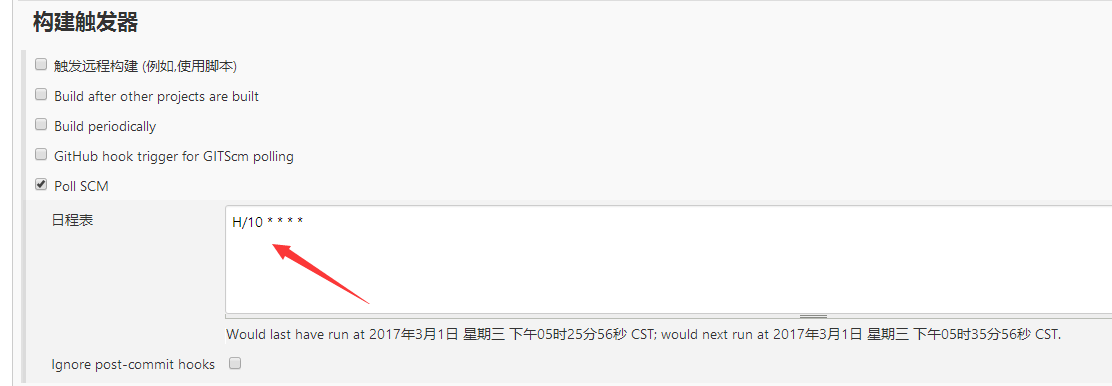 构建触发器
触发远程构建 (例如,使用脚本)
Build after other projects are built
Build periodically
GitHub hook trigger for GITScm polling
Poll SCM
日程表
H/10 * * * *
Would last have run at 2017年3月1日 星期三 下午05时25分56秒 CST; would next run at 2017年3月1日 星期三 下午05时35分56秒 CST.
Ignore post-commit hooks